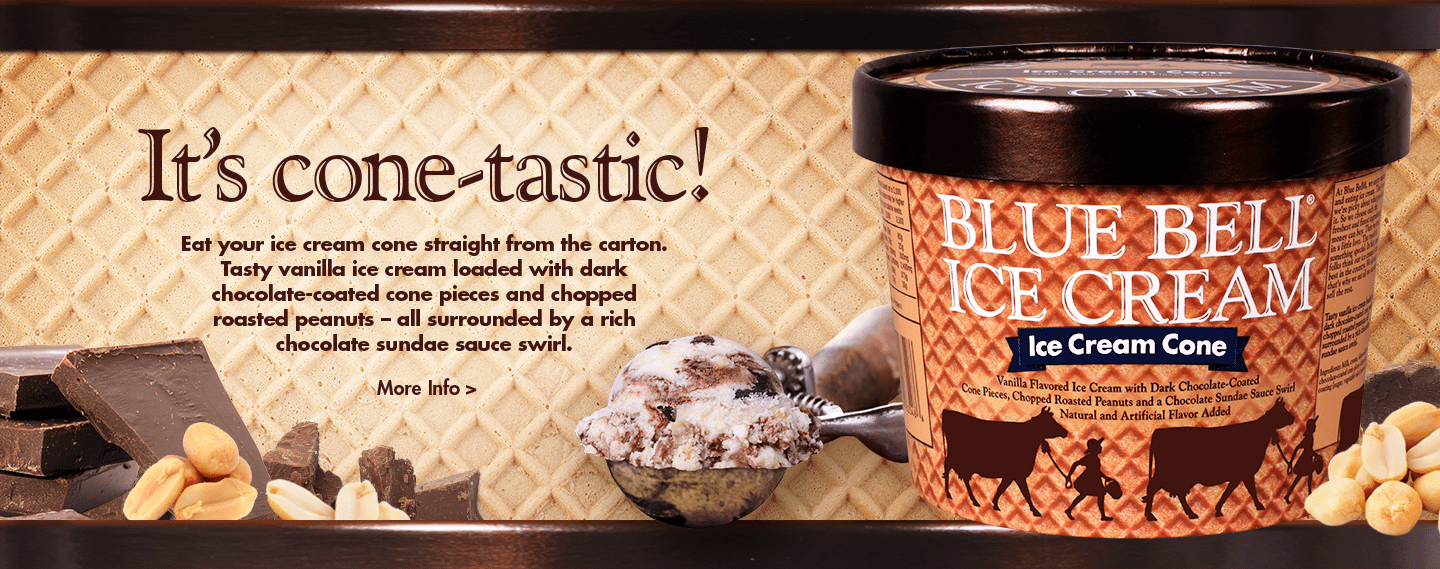 It's cone-tastic!
Eat your ice cream cone straight from the carton.
Tasty vanilla ice cream loaded with dark
chocolate-coated cone pieces and chopped
roasted peanuts – all surrounded by a rich
chocolate sundae sauce swirl.
More Info >
Ice Cream Cone
ICE CREAM
BLUE BELL®
ICE CREAM
Ice Cream Cone
Vanilla Flavored Ice Cream with Dark Chocolate-Coated
Cone Pieces, Chopped Roasted Peanuts and a Chocolate Sundae Sauce Swirl
Natural and Artificial Flavor Added